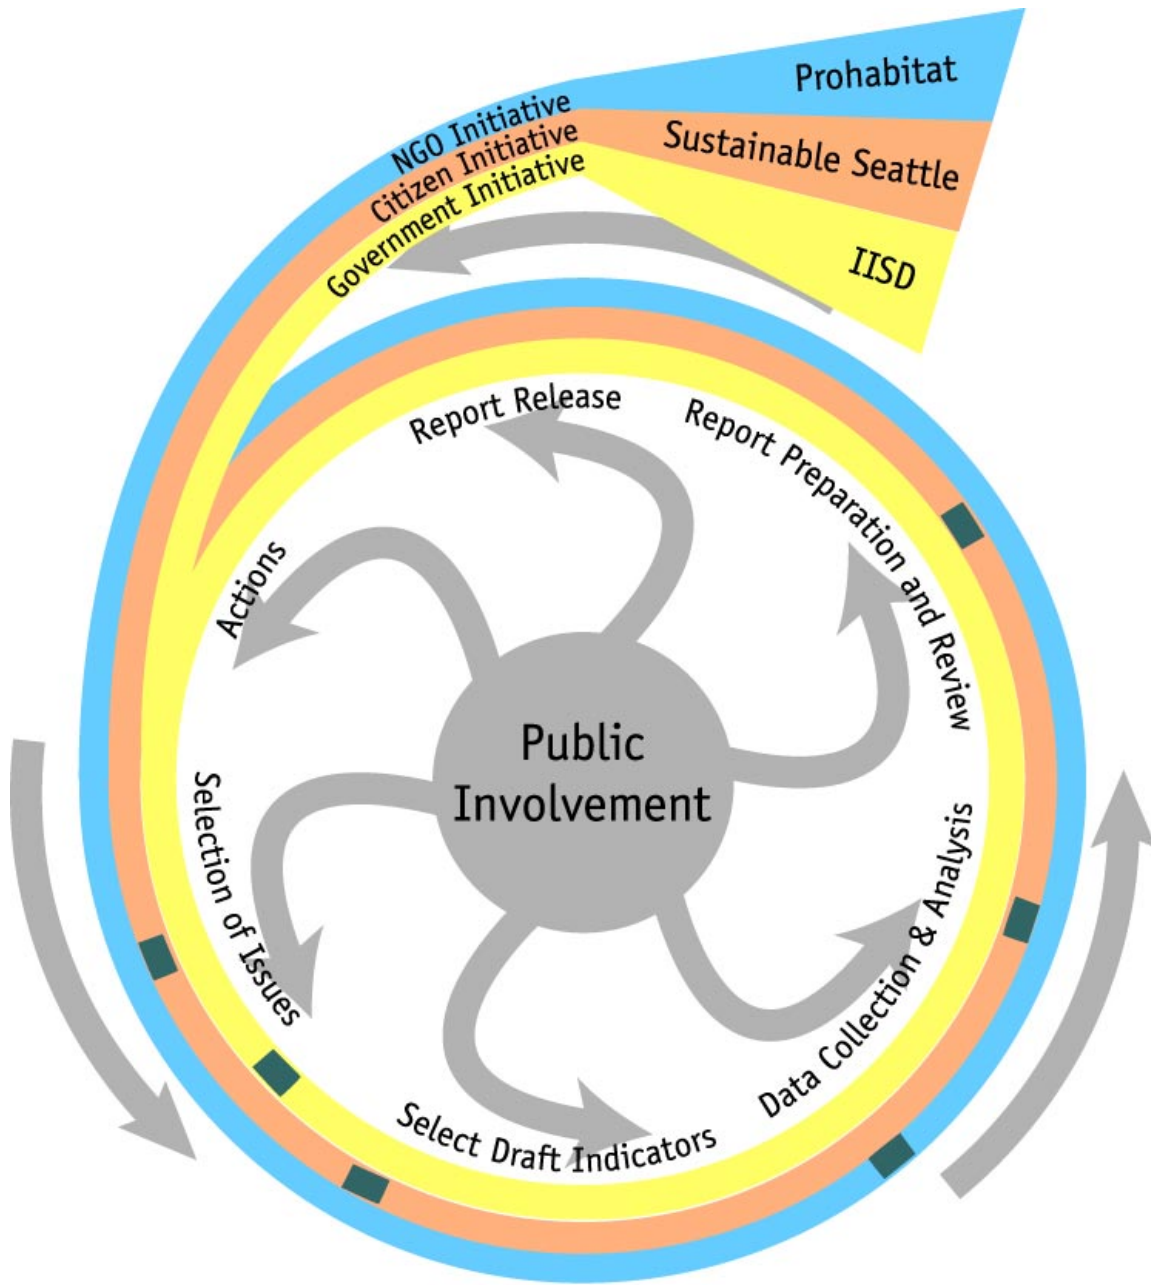 Prohabitat
Sustainable Seattle
IISD
NGO Initiative
Citizen Initiative
Government Initiative
Report Release
Report Preparation and Review
Actions
Public
Involvement
Selection of Issues
Data Collection & Analysis
Select Draft Indicators